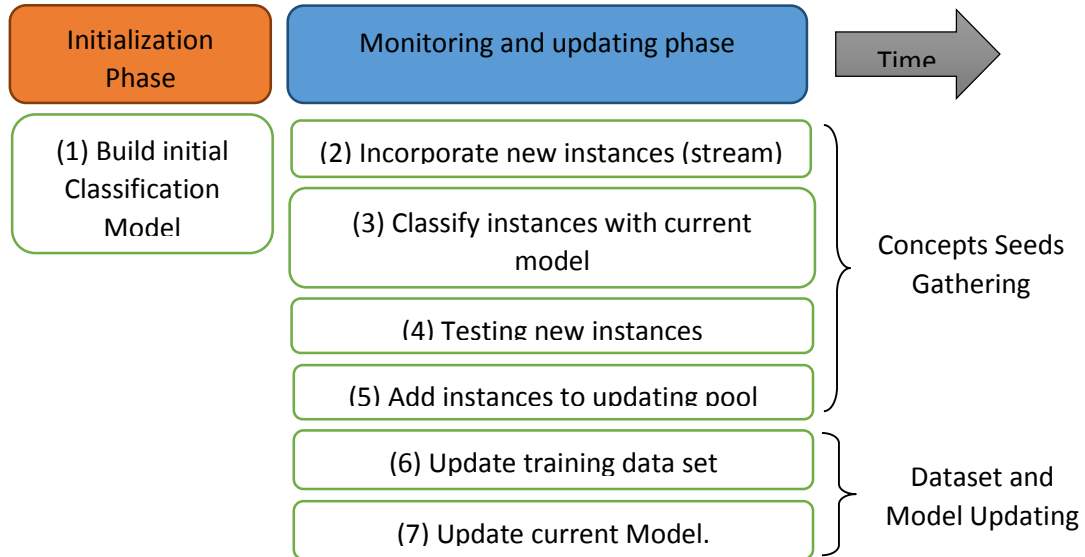 Initialization
Phase
Monitoring and updating phase
Time
(1) Build initial
Classification
Model
(2) Incorporate new instances (stream)
(3) Classify instances with current
model
(4) Testing new instances
(5) Add instances to updating pool
Concepts Seeds
Gathering
(6) Update training data set
(7) Update current Model.
Dataset and
Model Updating